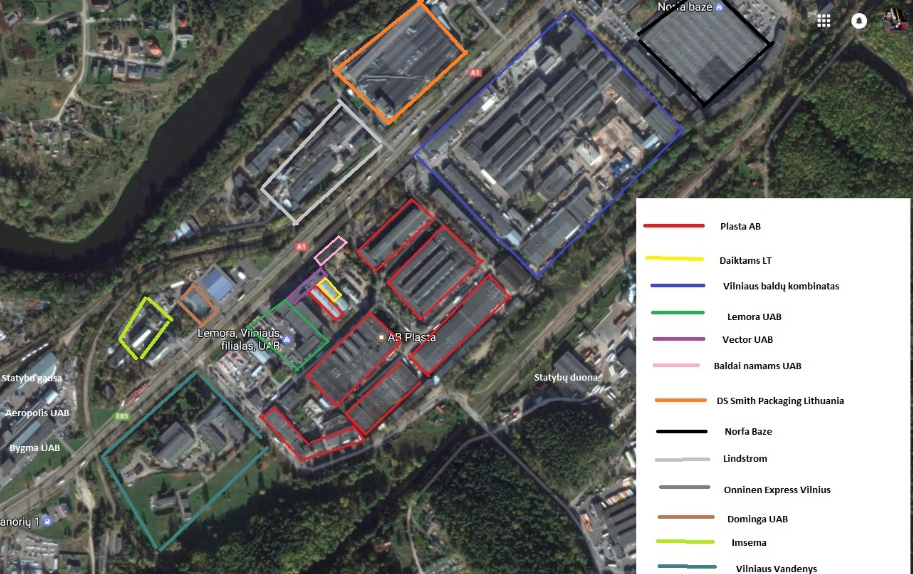 Norfa bazė
A1
A1
Lemora, Vilniaus
filialas, UAB
AB Plasta
Statybų duona
Statybų gausa
Aeropolis UAB
E85
Bygma UAB
anorių 1
Plasta AB
Daiktams LT
Vilniaus baldų kombinatas
Lemora UAB
Vector UAB
Baldai namams UAB
DS Smith Packaging Lithuania
Norfa Baze
Lindstrom
Onninen Express Vilnius
Dominga UAB
Imsema
Vilniaus Vandenys